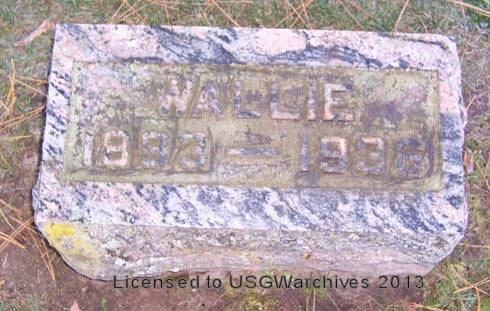 WALLIE
1893 – 1936
Licensed to USGWarchives 2013